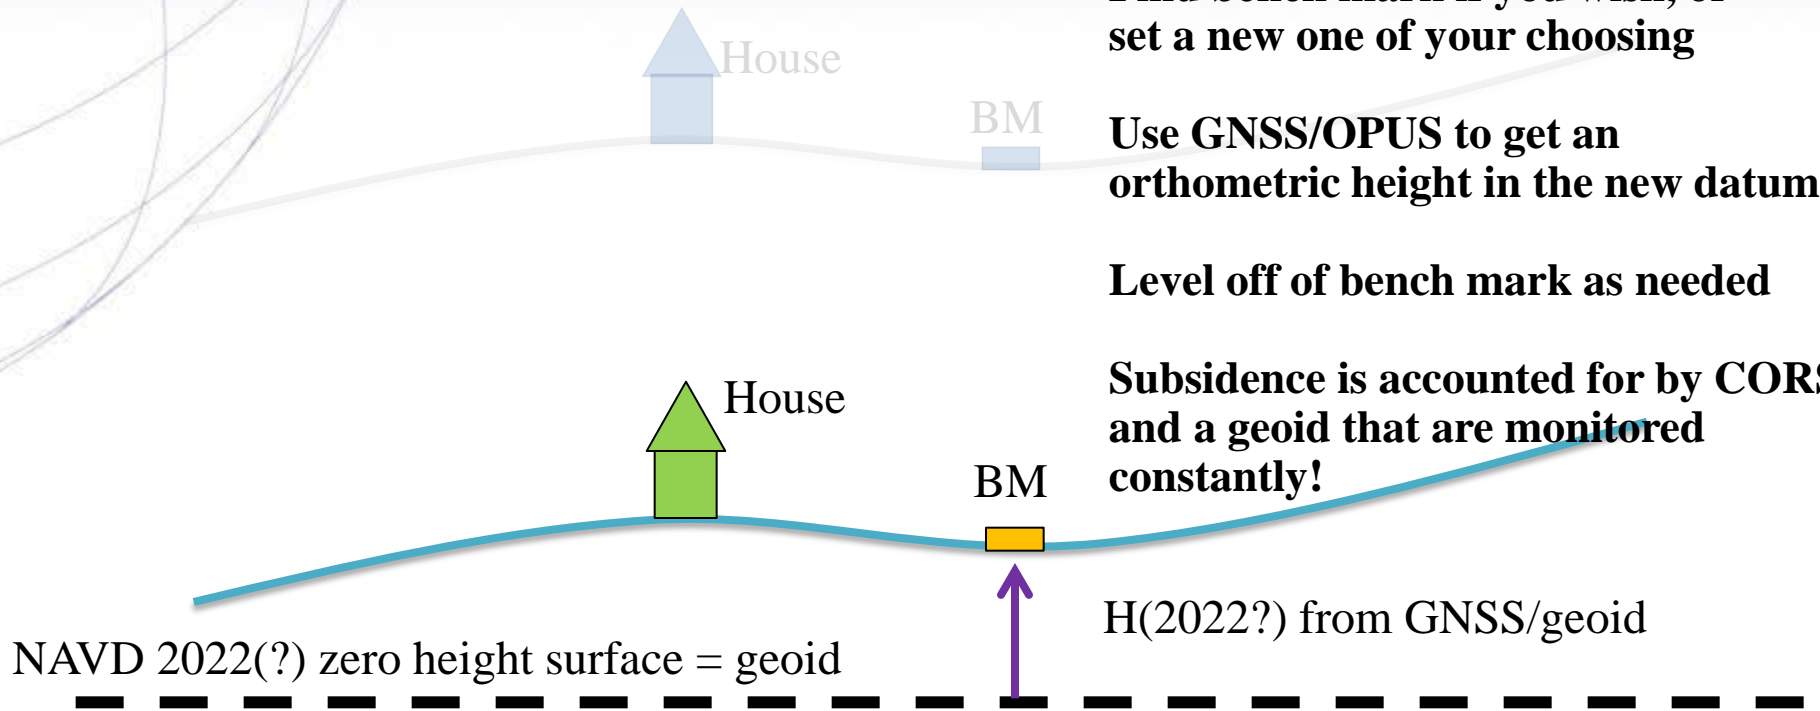 set a new one of your choosing
House
BM
Use GNSS/OPUS to get an
orthometric height in the new datum
Level off of bench mark as needed
Subsidence is accounted for by CORS
and a geoid that are monitored
constantly!
House
BM
H(2022?) from GNSS/geoid
NAVD 2022(?) zero height surface = geoid